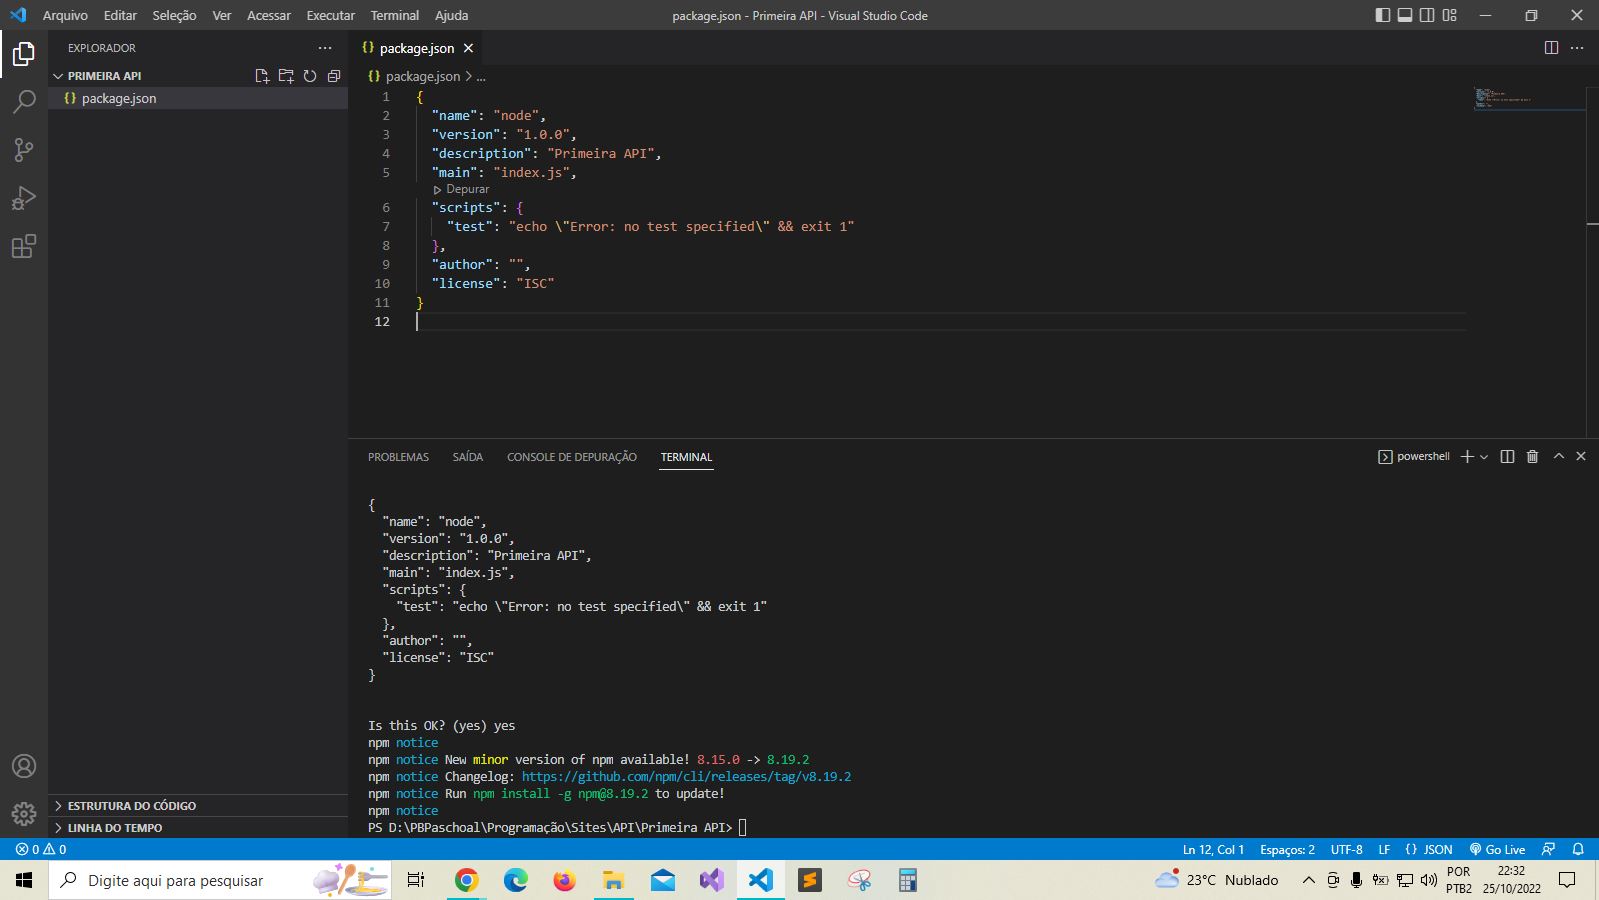 Arquivo Editar Seleção Ver Acessar Executar Terminal Ajuda
package.json - Primeira API - Visual Studio Code
EXPLORADOR
PRIMEIRA API
package.json
ESTRUTURA DO CÓDIGO
LINHA DO TEMPO
{} package.json
{} package.json > ...
1 {
2 "name": "node",
3 "version": "1.0.0",
4 "description": "Primeira API",
5 "main": "index.js",
Depurar
6 "scripts": {
7 "test": "echo \"Error: no test specified\" && exit 1"
8 },
9 "author": "",
10 "license": "ISC"
11 }
12
PROBLEMAS SAÍDA CONSOLE DE DEPURAÇÃO TERMINAL
powershell
{
"name": "node",
"version": "1.0.0",
"description": "Primeira API",
"main": "index.js",
"scripts": {
"test": "echo \"Error: no test specified\" && exit 1"
},
"author": "",
"license": "ISC"
}
Is this OK? (yes) yes
npm notice
npm notice New minor version of npm available! 8.15.0 -> 8.19.2
npm notice Changelog: https://github.com/npm/cli/releases/tag/v8.19.2
npm notice Run npm install -g npm@8.19.2 to update!
npm notice
PS D:\PBPaschoal\Programação\Sites\API\Primeira API>
0 0
Ln 12, Col 1 Espaços: 2 UTF-8 LF {} JSON Go Live
Digite aqui para pesquisar
23°C Nublado
POR
PTB2
22:32
25/10/2022